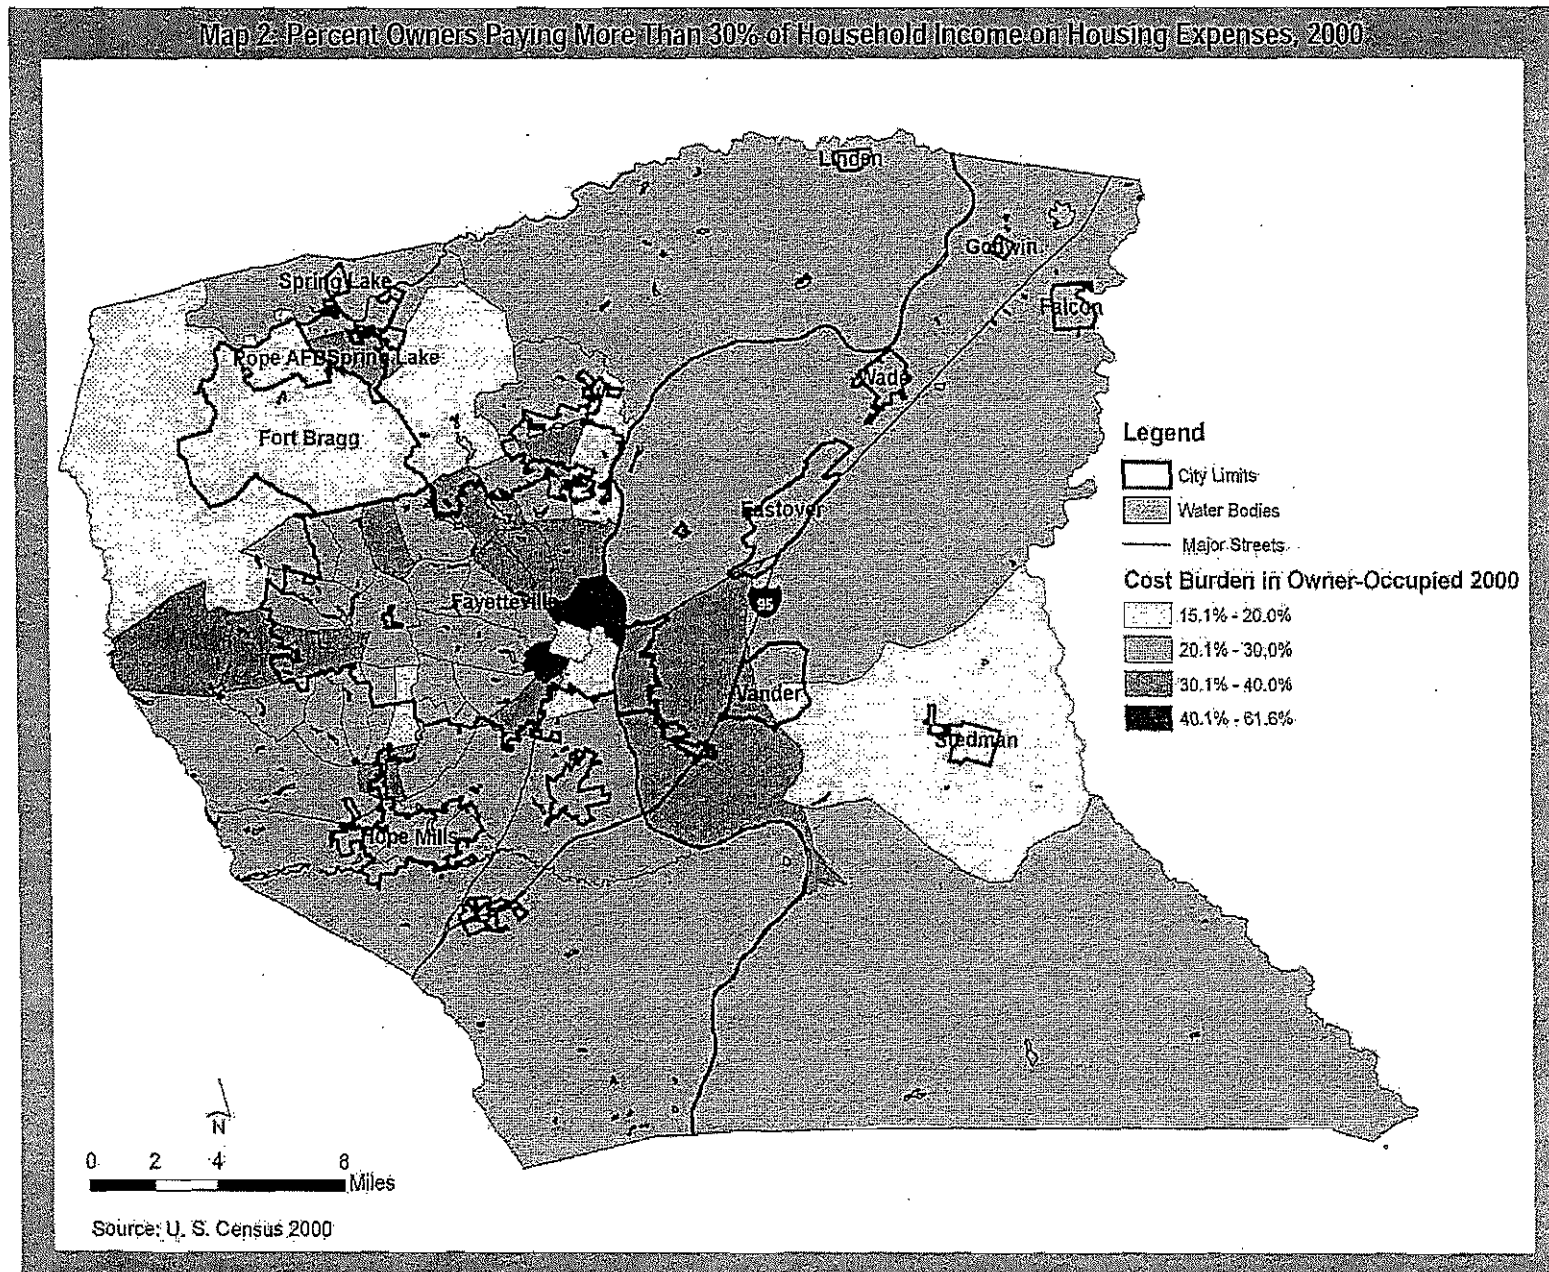 Map 2: Percent Owners Paying More Than 30% of Household Income on Housing Expenses, 2000
Linden
Godwin
Spring Lake
Falcon
Pope AFB Spring Lake
Wade
Fort Bragg
Eastover
Fayetteville
95
Vander
Stedman
Hope Mills
Legend
City Limits
Water Bodies
Major Streets
Cost Burden in Owner-Occupied 2000
15.1% - 20.0%
20.1% - 30.0%
30.1% - 40.0%
40.1% - 61.6%
N
0 2 4 8
Miles
Source: U. S. Census 2000